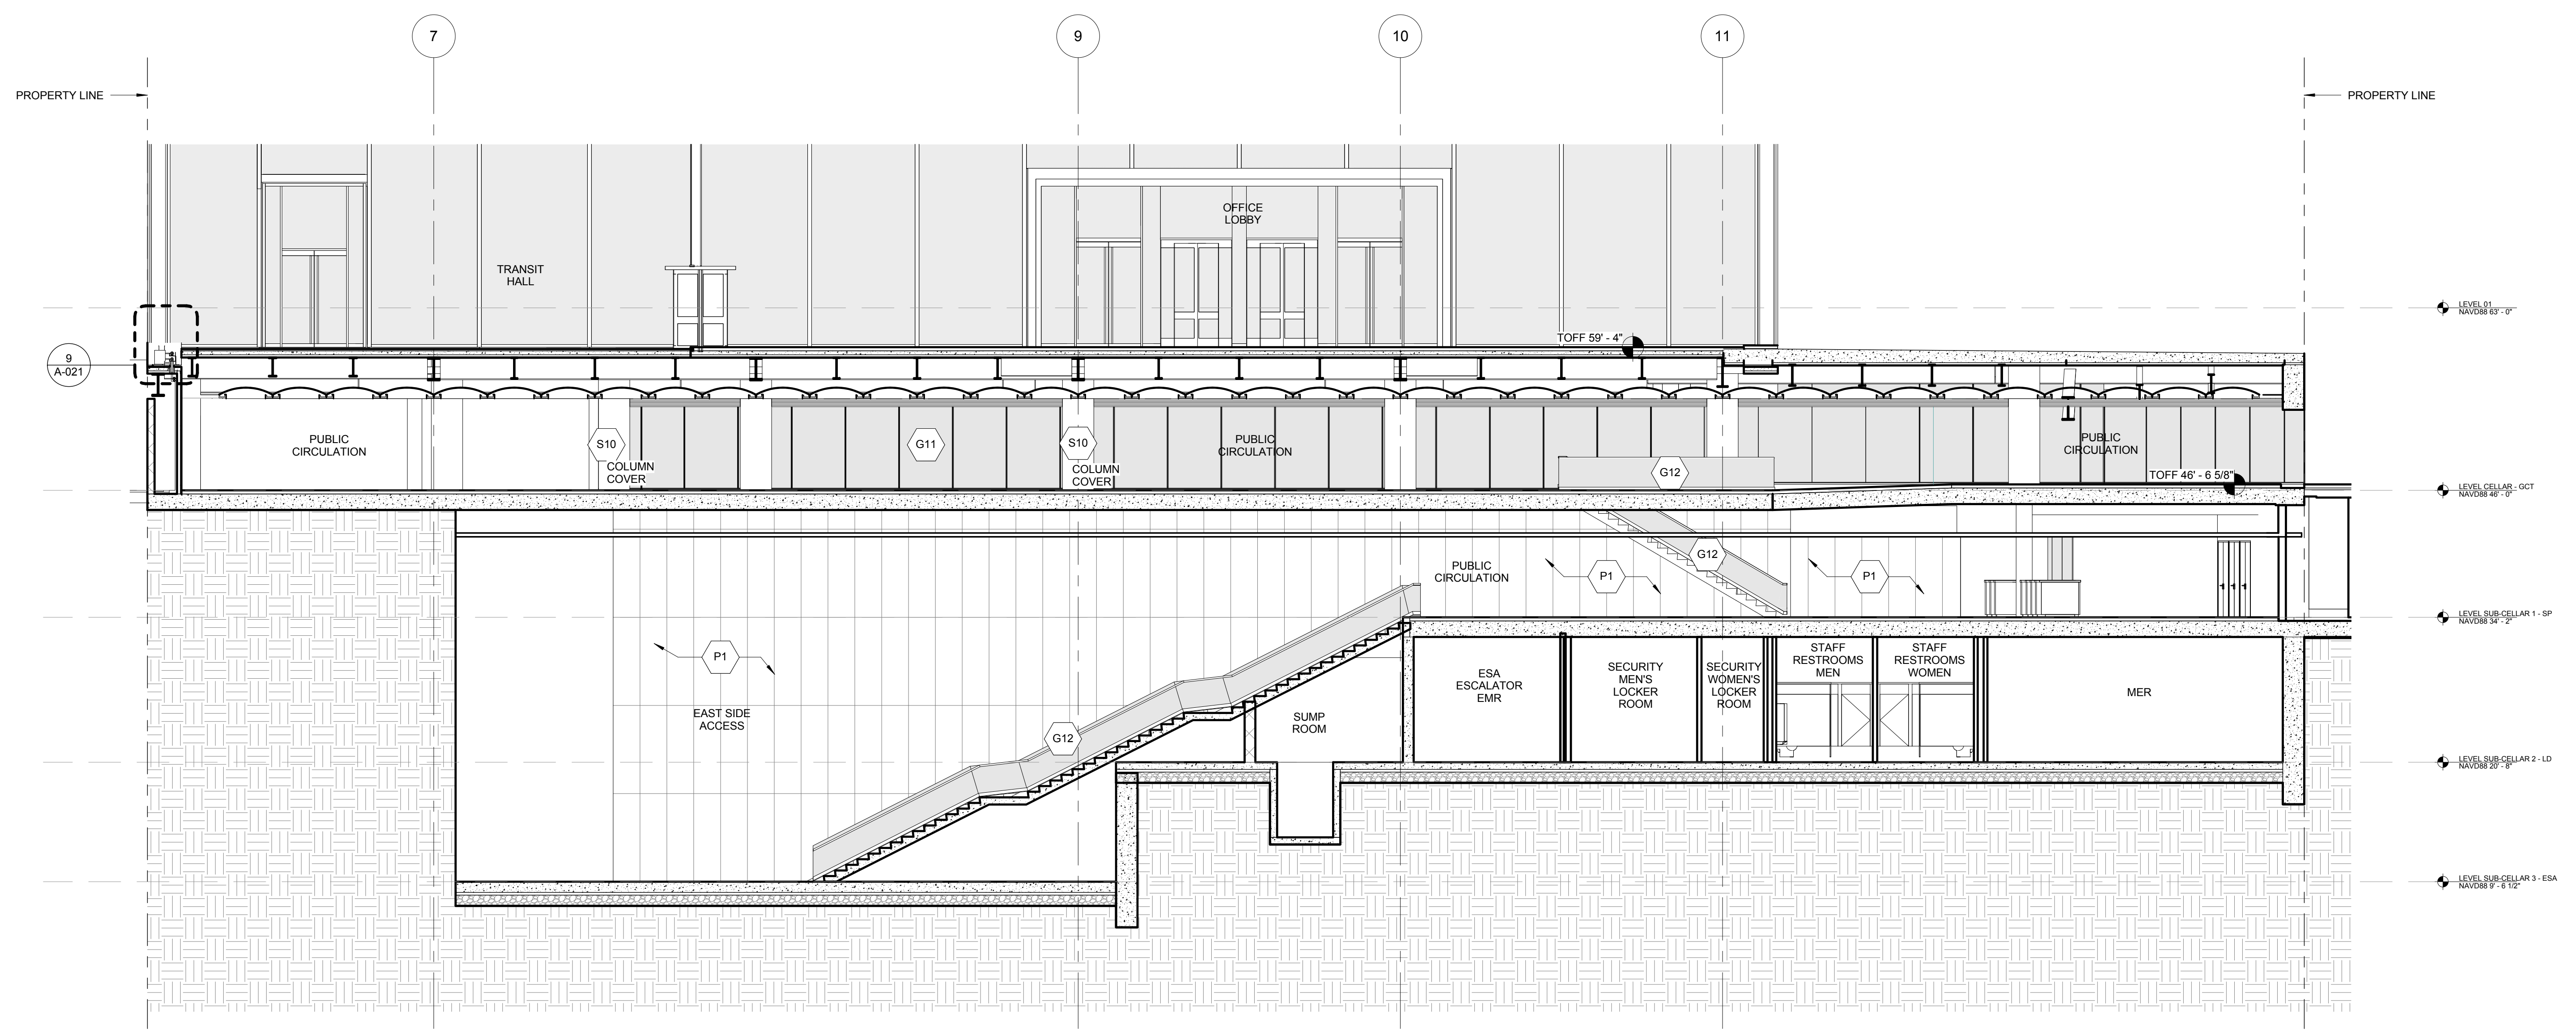 7
9
10
11
PROPERTY LINE
PROPERTY LINE
OFFICE
LOBBY
TRANSIT
HALL
LEVEL 01
NAVD88 63' - 0"
TOFF 59' - 4"
9
A-021
PUBLIC
CIRCULATION
S10
COLUMN
COVER
G11
S10
COLUMN
COVER
PUBLIC
CIRCULATION
G12
PUBLIC
CIRCULATION
TOFF 46' - 6 5/8"
LEVEL CELLAR - GCT
NAVD88 46' - 0"
G12
PUBLIC
CIRCULATION
P1
P1
LEVEL SUB-CELLAR 1 - SP
NAVD88 34' - 2"
P1
EAST SIDE
ACCESS
G12
SUMP
ROOM
ESA
ESCALATOR
EMR
SECURITY
MEN'S
LOCKER
ROOM
SECURITY
WOMEN'S
LOCKER
ROOM
STAFF
RESTROOMS
MEN
STAFF
RESTROOMS
WOMEN
MER
LEVEL SUB-CELLAR 2 - LD
NAVD88 20' - 8"
LEVEL SUB-CELLAR 3 - ESA
NAVD88 9' - 6 1/2"